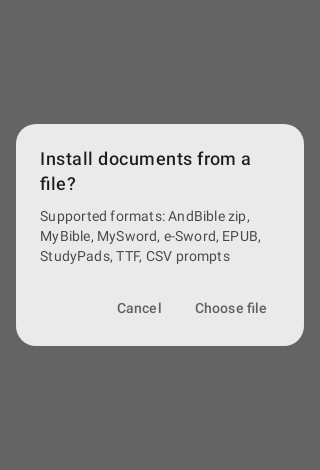 Install documents from a
file?
Supported formats: AndBible zip,
MyBible, MySword, e-Sword, EPUB,
StudyPads, TTF, CSV prompts
Cancel
Choose file